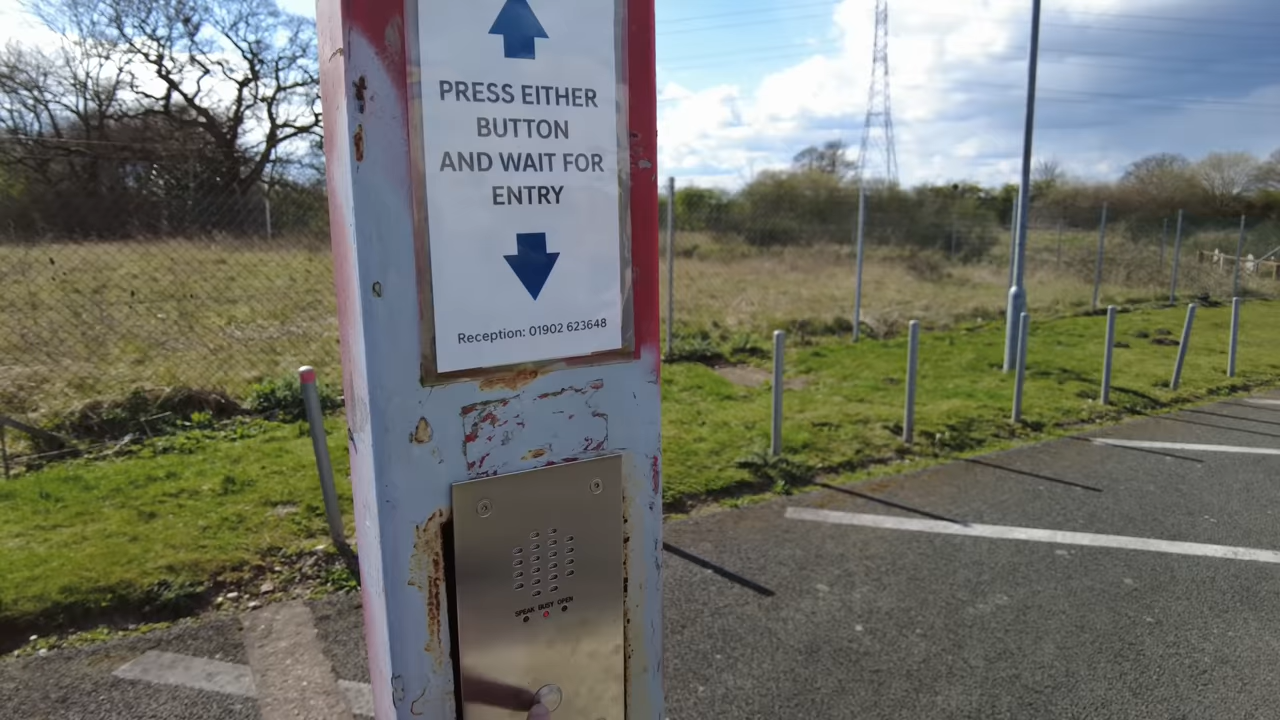 PRESS EITHER
BUTTON
AND WAIT FOR
ENTRY
Reception: 01902 623648
SPEAK BUSY OPEN